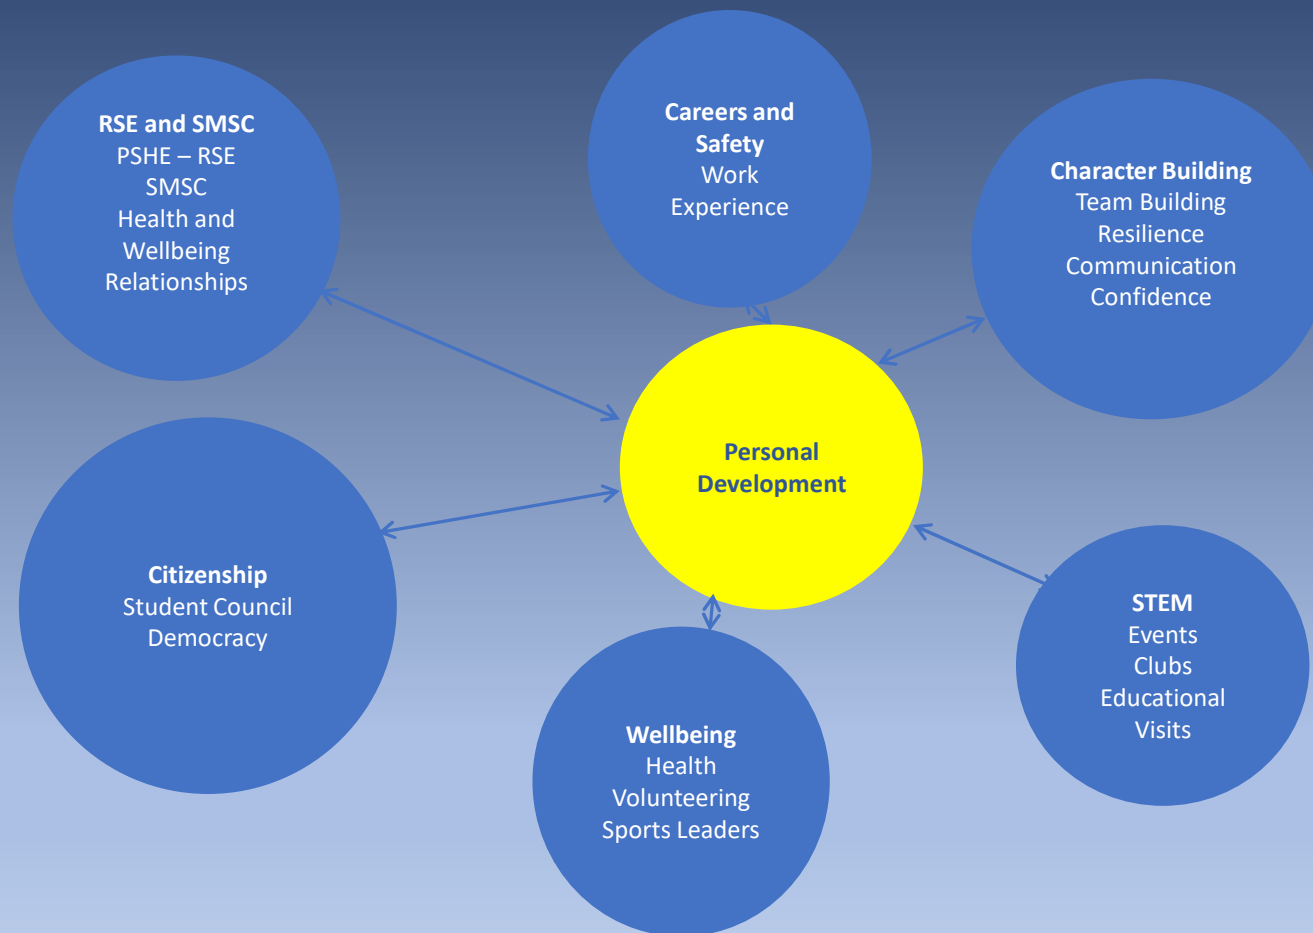 RSE and SMSC
PSHE – RSE
SMSC
Health and
Wellbeing
Relationships
Careers and
Safety
Work
Experience
Character Building
Team Building
Resilience
Communication
Confidence
Personal
Development
Citizenship
Student Council
Democracy
Wellbeing
Health
Volunteering
Sports Leaders
STEM
Events
Clubs
Educational
Visits